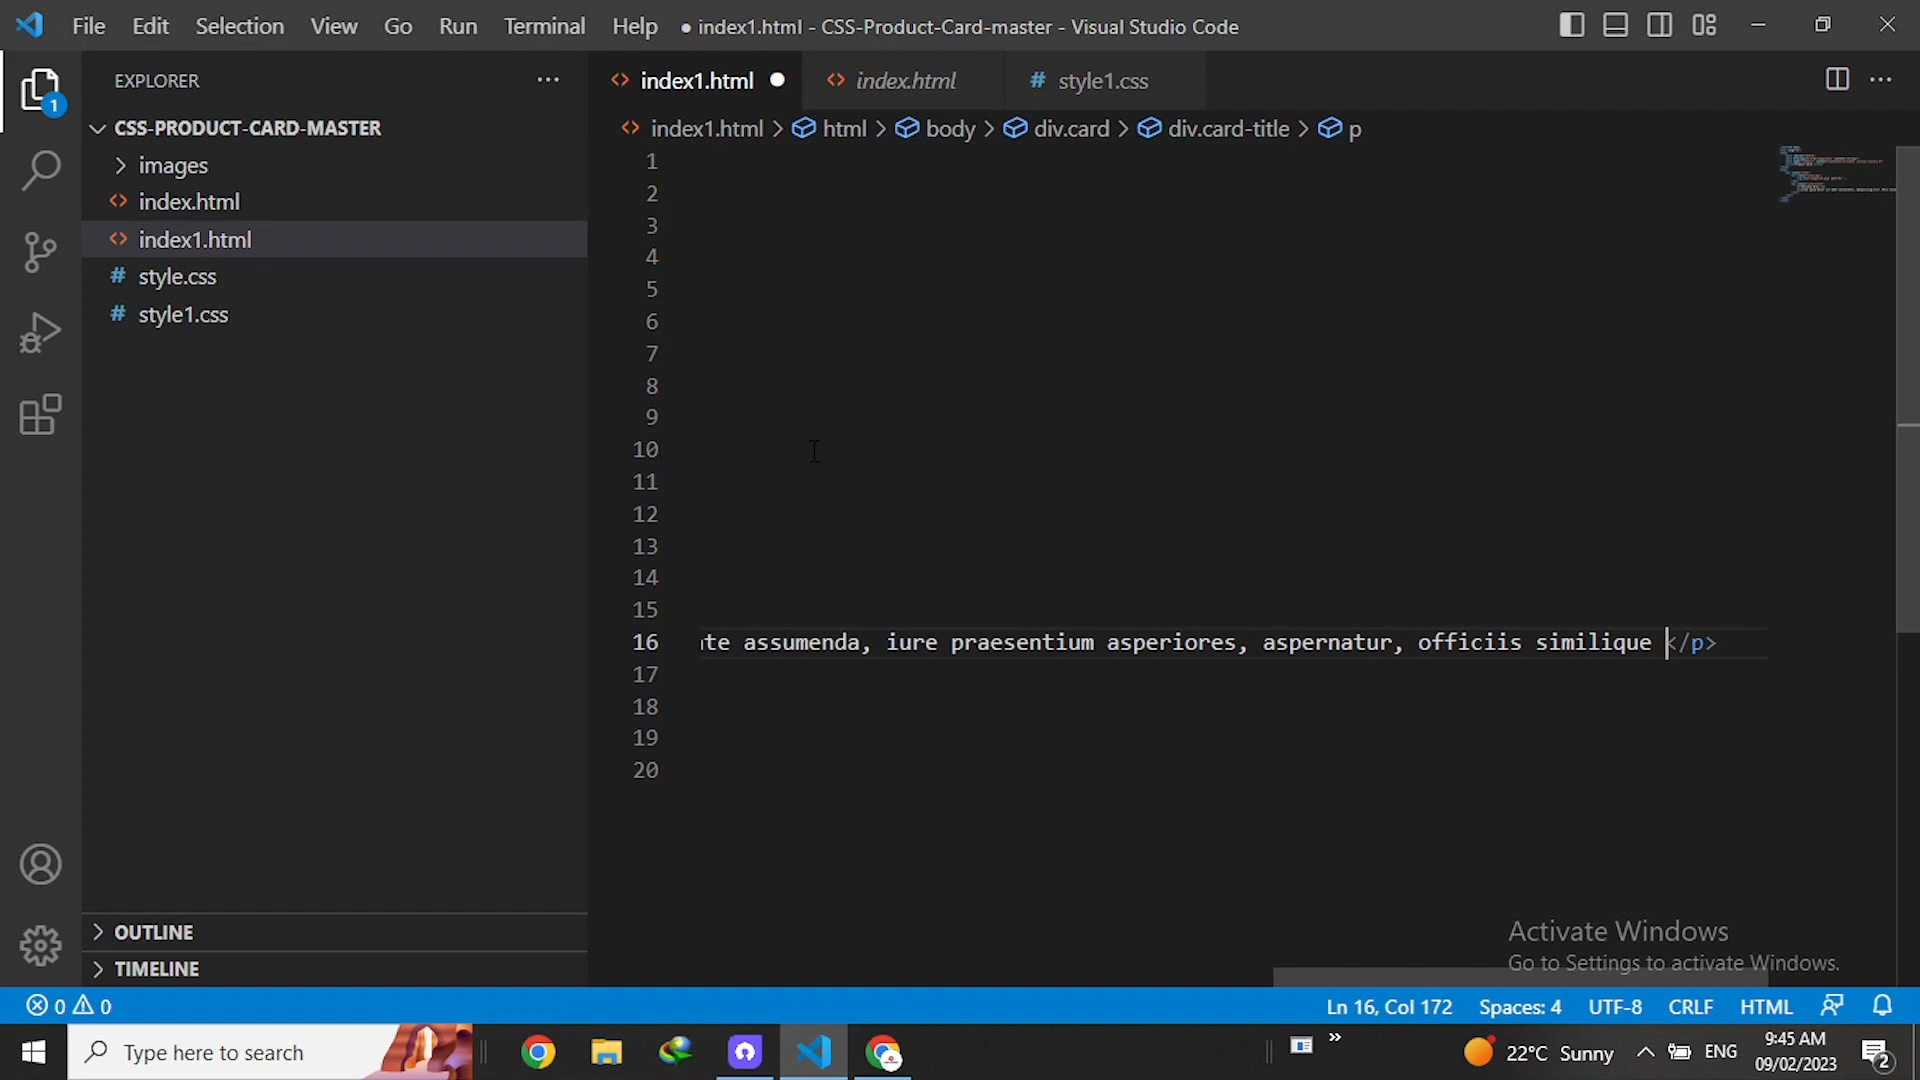 File Edit Selection View Go Run Terminal Help ● index1.html - CSS-Product-Card-master - Visual Studio Code
EXPLORER
index1.html index.html # style1.css
CSS-PRODUCT-CARD-MASTER
index1.html > html > body > div.card > div.card-title > p
images
index.html
index1.html
# style.css
# style1.css
1
1
2
3
4
5
6
7
8
9
10
11
12
13
14
15
16 te assumenda, iure praesentium asperiores, aspernatur, officiis similique </p>
17
18
19
20
OUTLINE
TIMELINE
Activate Windows
Go to Settings to activate Windows.
0 0 Ln 16, Col 172 Spaces: 4 UTF-8 CRLF HTML
Type here to search
22°C Sunny ENG
9:45 AM
09/02/2023
2